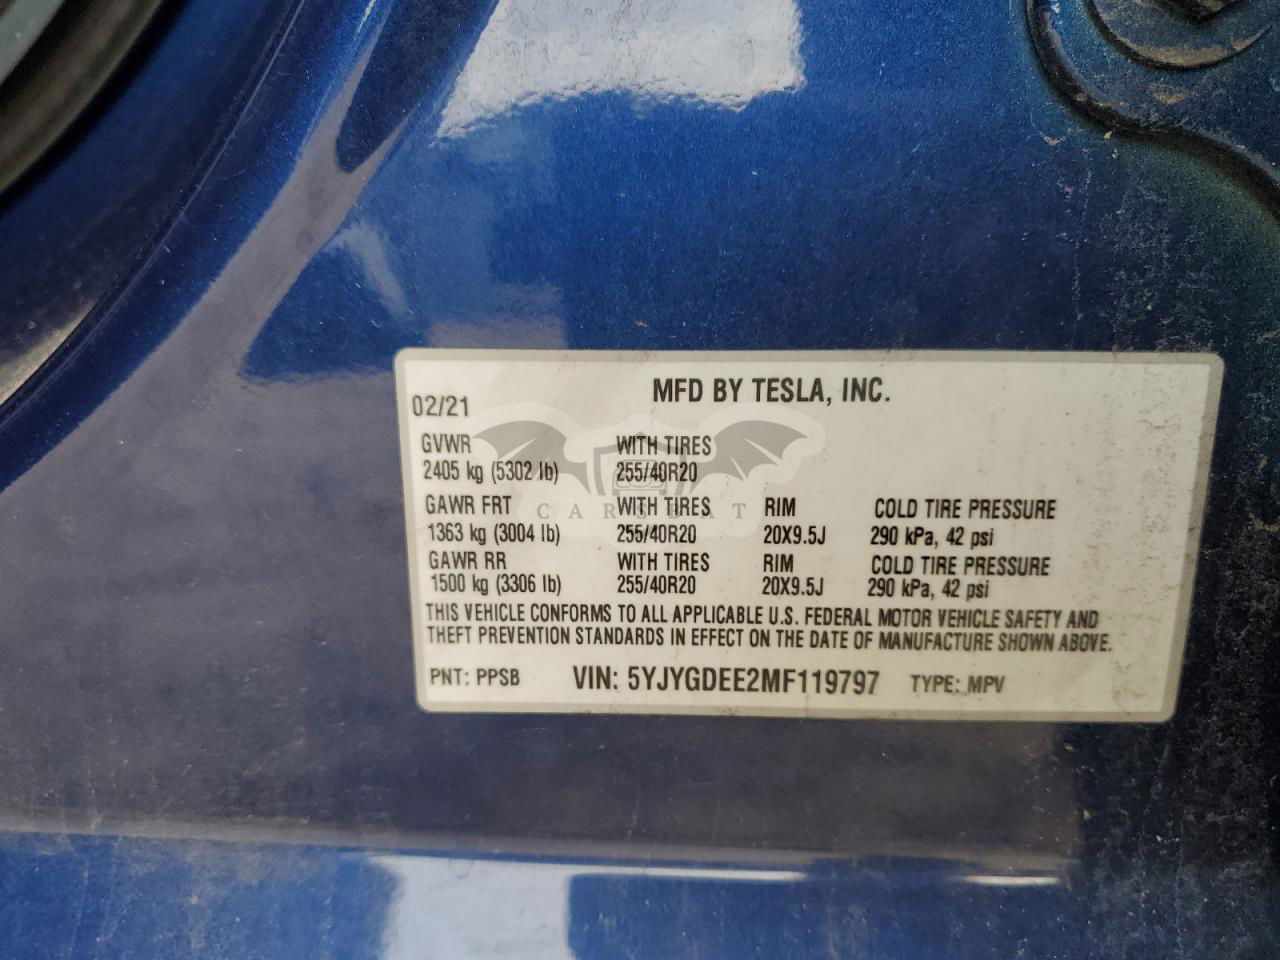 02/21 MFD BY TESLA, INC.
GVWR WITH TIRES
2405 kg (5302 lb) 255/40R20
GAWR FRT WITH TIRES RIM COLD TIRE PRESSURE
1363 kg (3004 lb) 255/40R20 20X9.5J 290 kPa, 42 psi
GAWR RR WITH TIRES RIM COLD TIRE PRESSURE
1500 kg (3306 lb) 255/40R20 20X9.5J 290 kPa, 42 psi
THIS VEHICLE CONFORMS TO ALL APPLICABLE U.S. FEDERAL MOTOR VEHICLE SAFETY AND
THEFT PREVENTION STANDARDS IN EFFECT ON THE DATE OF MANUFACTURE SHOWN ABOVE.
PNT: PPSB VIN: 5YJYGDEE2MF119797 TYPE: MPV